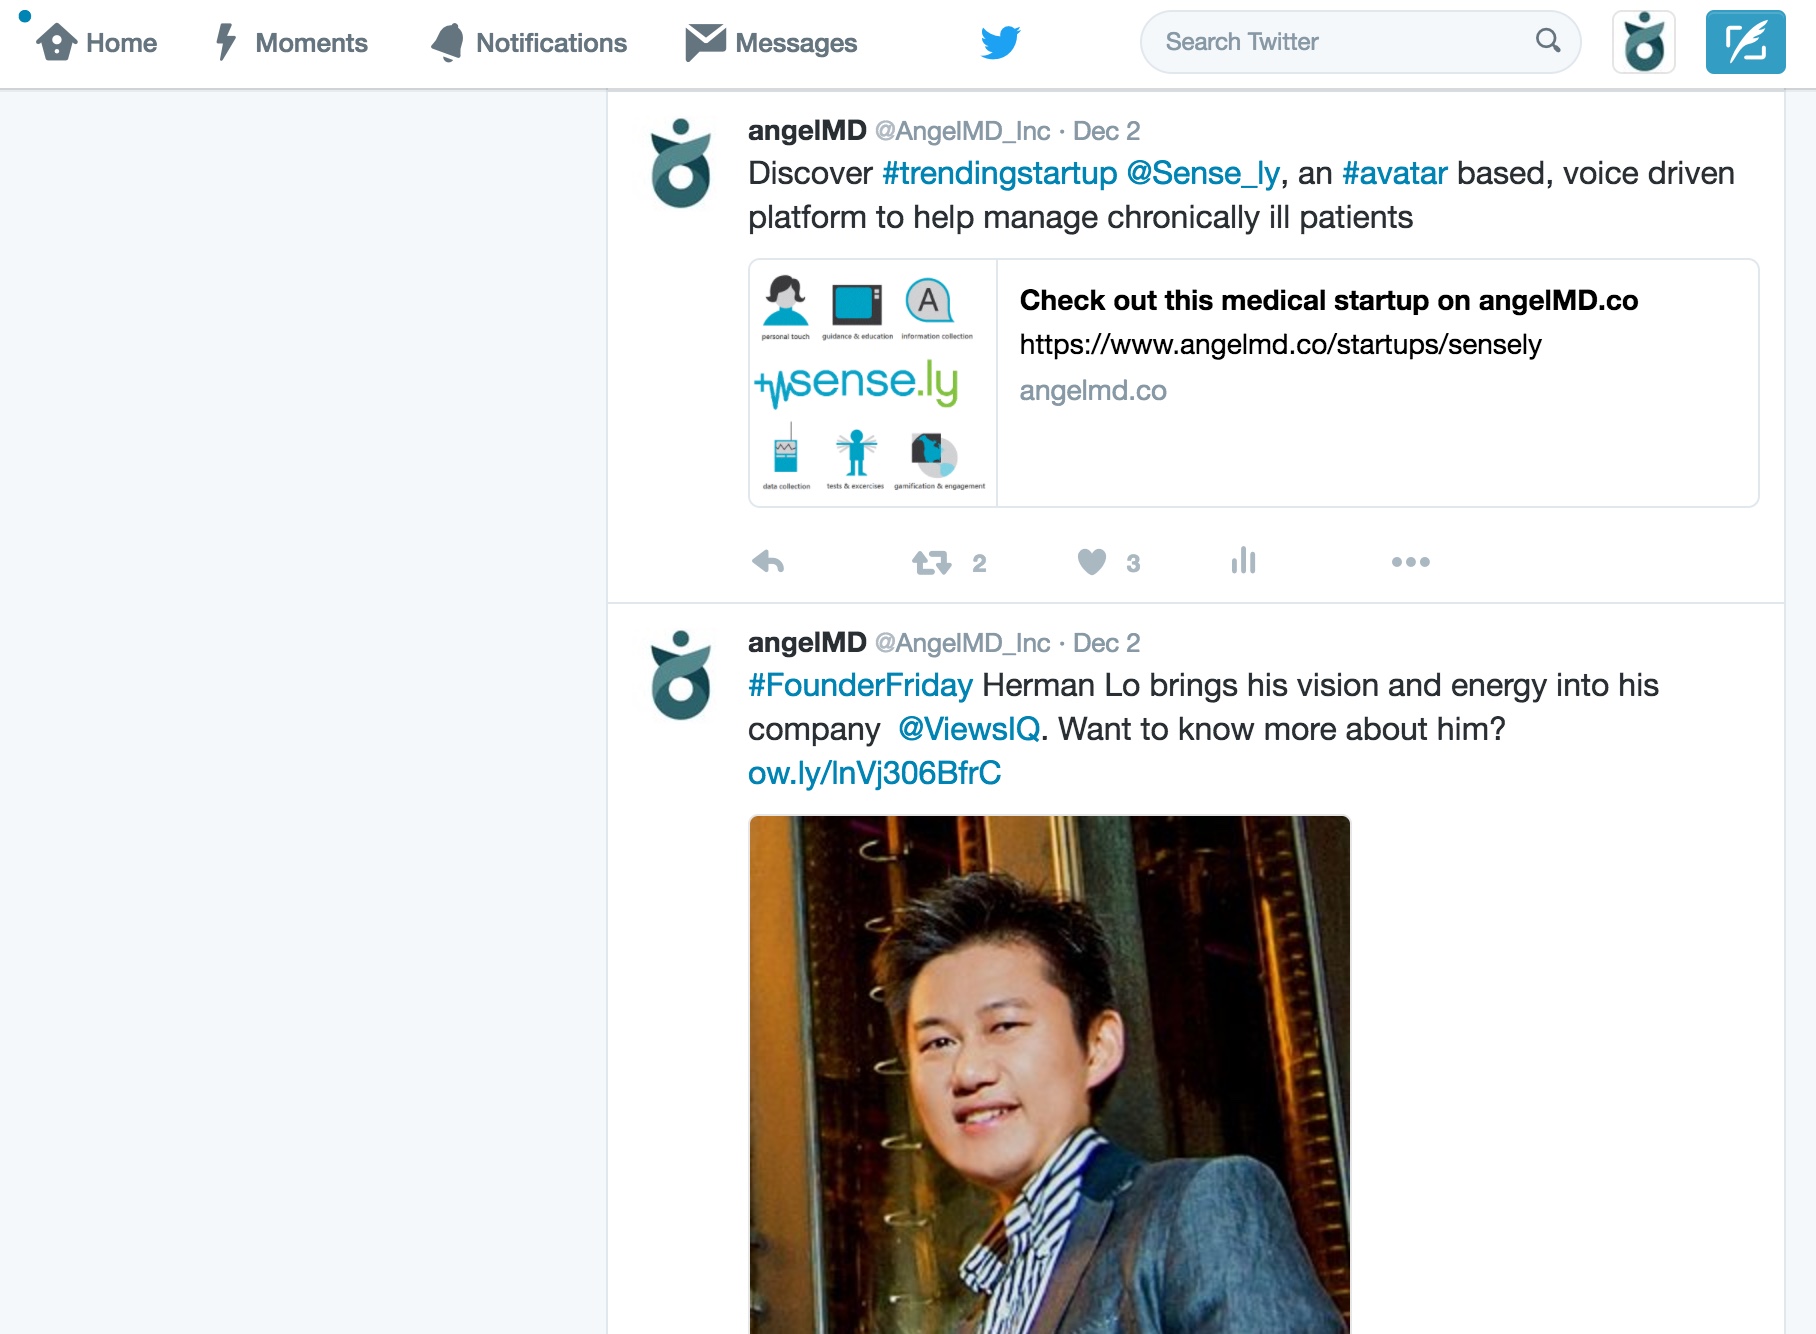 Home Moments Notifications Messages Search Twitter
angelMD @AngelMD_Inc · Dec 2
Discover #trendingstartup @Sense_ly, an #avatar based, voice driven
platform to help manage chronically ill patients
personal touch guidance & education information collection
A
sense.ly
data collection tests & excercises gamification & engagement
Check out this medical startup on angelMD.co
https://www.angelmd.co/startups/sensely
angelmd.co
2 3
angelMD @AngelMD_Inc · Dec 2
#FounderFriday Herman Lo brings his vision and energy into his
company @ViewsIQ. Want to know more about him?
ow.ly/lnVj306BfrC